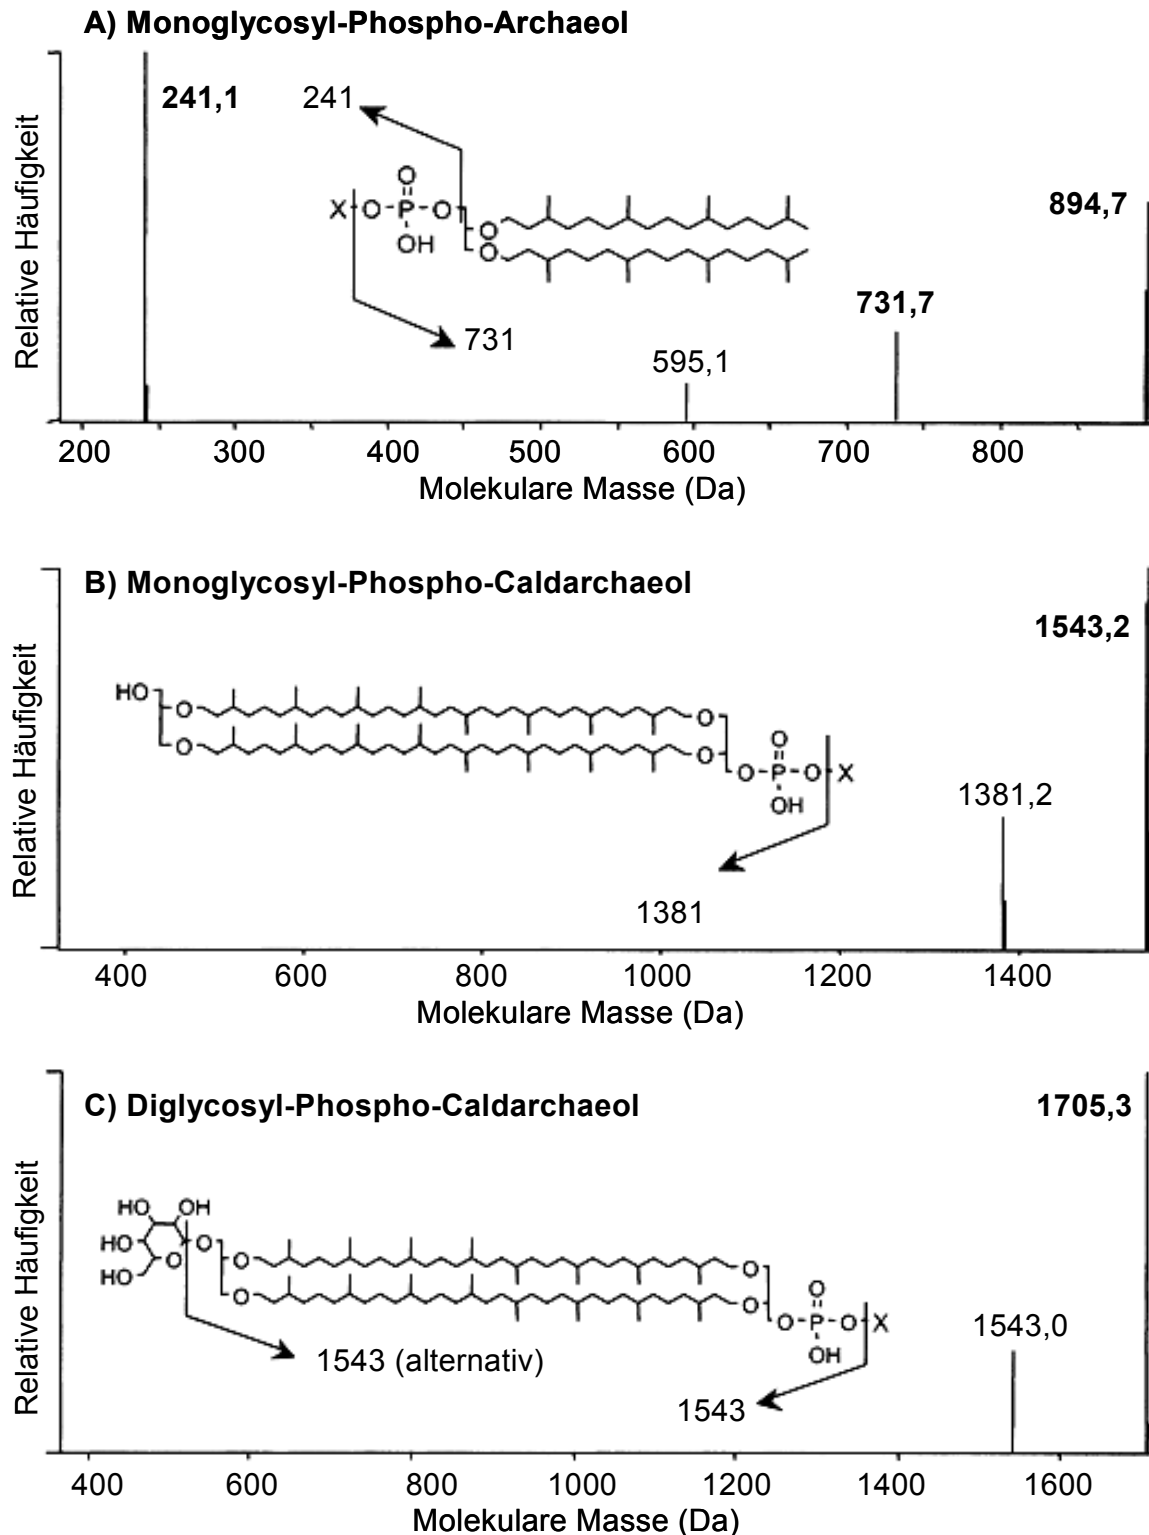 A) Monoglycosyl-Phospho-Archaeol
Relative Häufigkeit
241,1
241
894,7
X-O-P-O
O
OH
O
O
731,7
731
595,1
200 300 400 500 600 700 800
Molekulare Masse (Da)
B) Monoglycosyl-Phospho-Caldarchaeol
Relative Häufigkeit
1543,2
HO
O
O
O
O
O
O-P-O-X
OH
1381,2
1381
400 600 800 1000 1200 1400
Molekulare Masse (Da)
C) Diglycosyl-Phospho-Caldarchaeol
Relative Häufigkeit
1705,3
HO OH
HO
HO
O
O
O
O
O
O
O
O-P-O-X
OH
1543,0
1543 (alternativ)
1543
400 600 800 1000 1200 1400 1600
Molekulare Masse (Da)